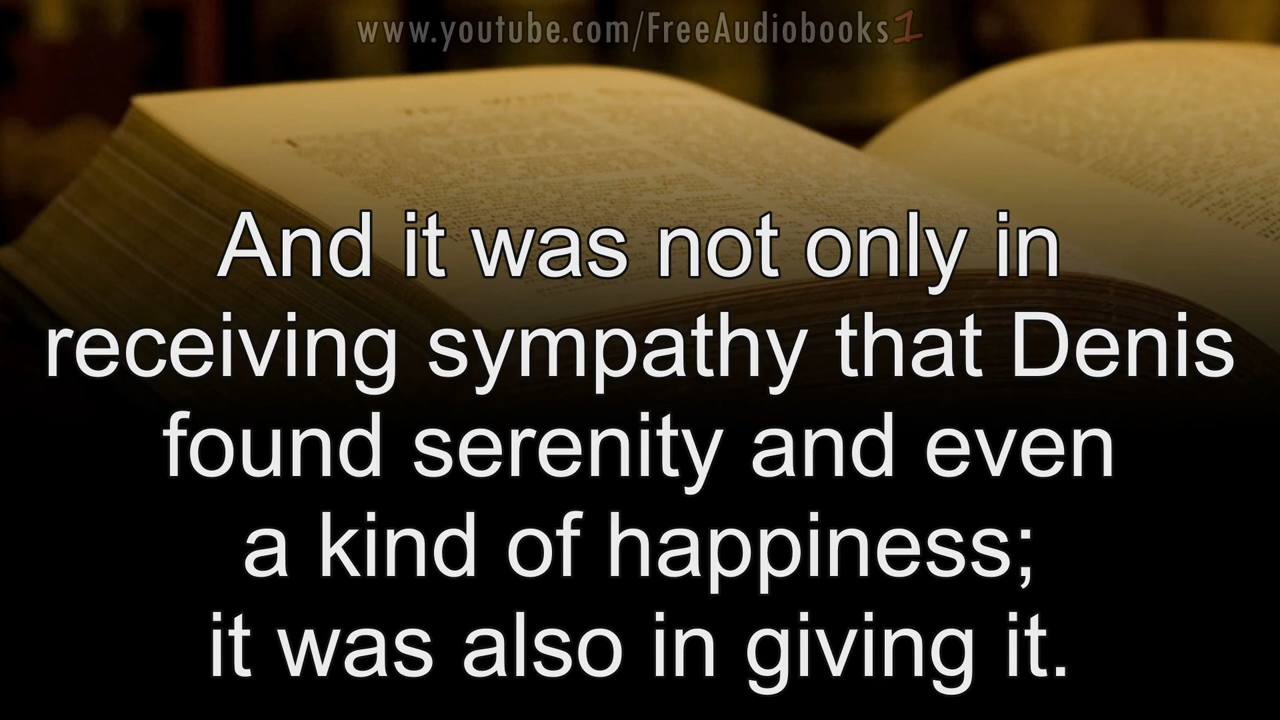 www.youtube.com/FreeAudiobooks1
And it was not only in
receiving sympathy that Denis
found serenity and even
a kind of happiness;
it was also in giving it.